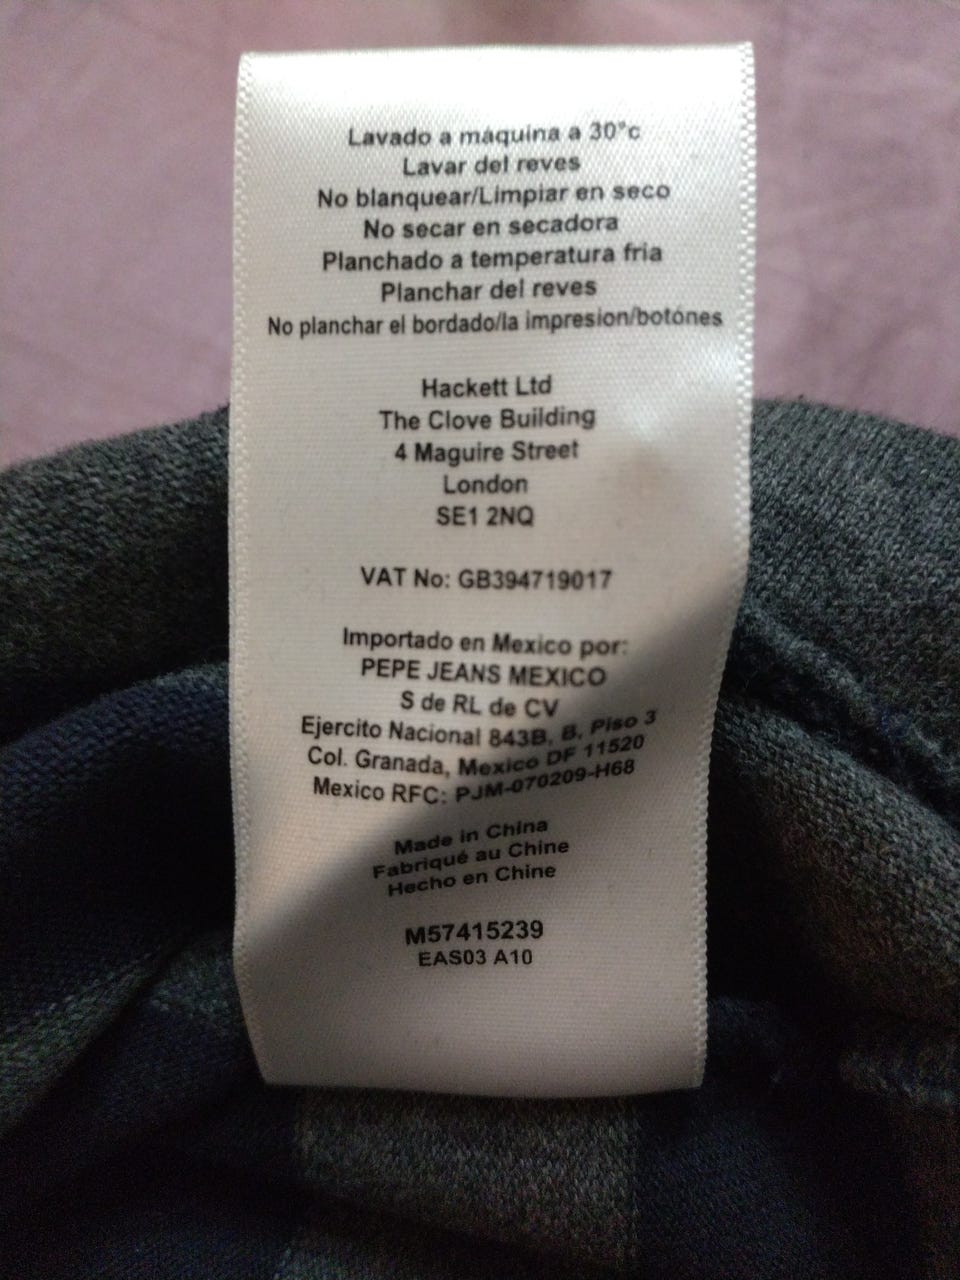 Lavado a máquina a 30°c
Lavar del reves
No blanquear/Limpiar en seco
No secar en secadora
Planchado a temperatura fria
Planchar del reves
No planchar el bordado/la impresion/botónes
Hackett Ltd
The Clove Building
4 Maguire Street
London
SE1 2NQ
VAT No: GB394719017
Importado en Mexico por:
PEPE JEANS MEXICO
S de RL de CV
Ejercito Nacional 843B, B. Piso 3
Col. Granada, Mexico DF 11520
Mexico RFC: PJM-070209-H68
Made in China
Fabriqué au Chine
Hecho en Chine
M57415239
EAS03 A10